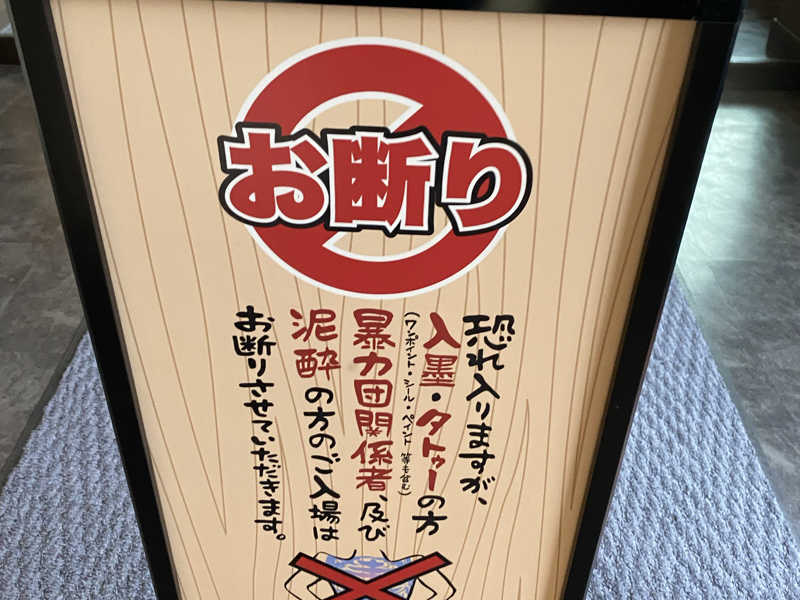 お断り
恐れ入りますが、
入墨・タトゥーの方
(ワンポイント・シール・ペイント等も含む)
暴力団関係者、及び
泥酔の方のご入場は
お断りさせていただきます。